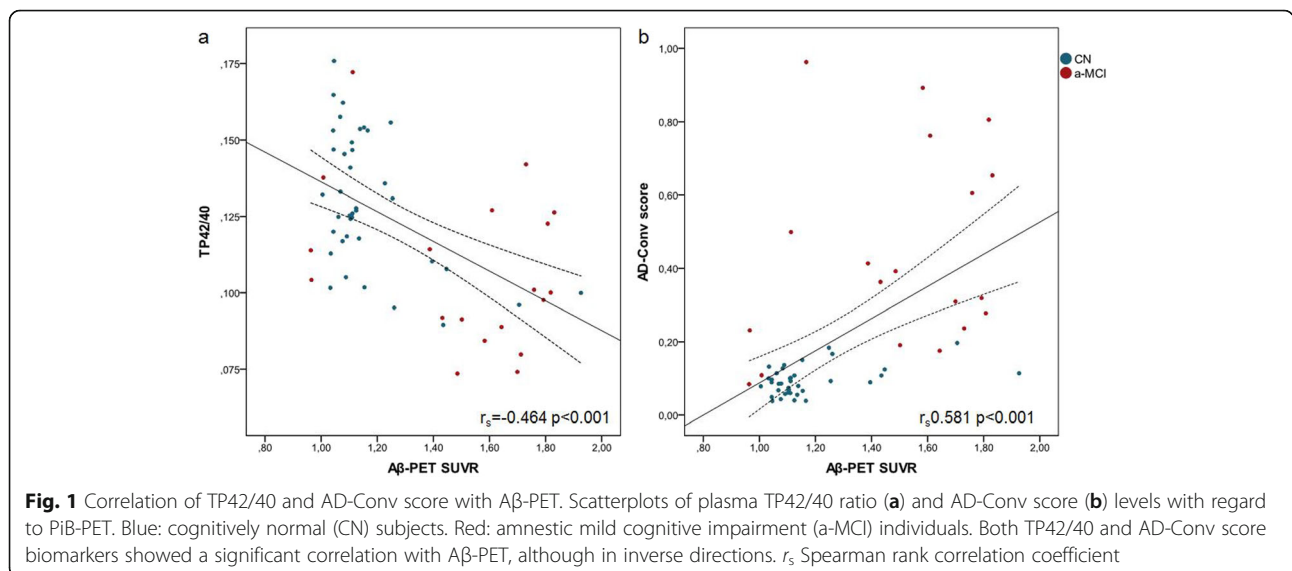 a
b
CN
a-MCI
TP42/40
,175
,150
,125
,100
,075
,80 1,00 1,20 1,40 1,60 1,80 2,00
Aβ-PET SUVR
rs=-0.464 p<0.001
AD-Conv score
1,00
0,80
0,60
0,40
0,20
0,00
,80 1,00 1,20 1,40 1,60 1,80 2,00
Aβ-PET SUVR
rs0.581 p<0.001
Fig. 1 Correlation of TP42/40 and AD-Conv score with Aβ-PET. Scatterplots of plasma TP42/40 ratio (a) and AD-Conv score (b) levels with regard
to PiB-PET. Blue: cognitively normal (CN) subjects. Red: amnestic mild cognitive impairment (a-MCI) individuals. Both TP42/40 and AD-Conv score
biomarkers showed a significant correlation with Aβ-PET, although in inverse directions. rs Spearman rank correlation coefficient